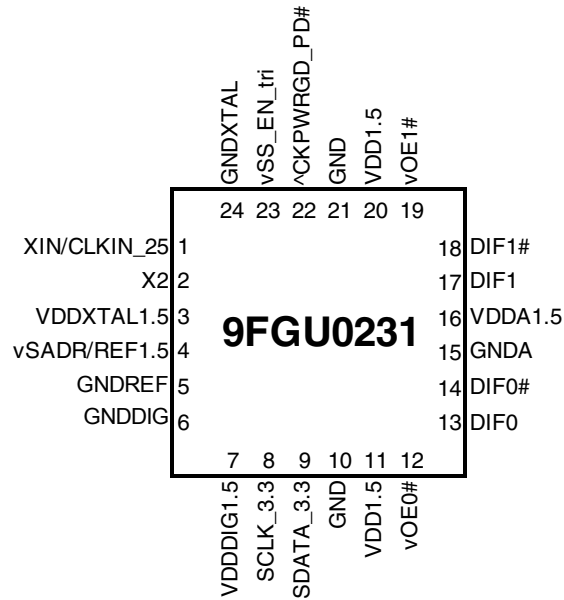 GNDXTAL
vSS_EN_tri
^CKPWRGD_PD#
GND
VDD1.5
vOE1#
24 23 22 21 20 19
XIN/CLKIN_25 1
18 DIF1#
X2 2
17 DIF1
VDDXTAL1.5 3
16 VDDA1.5
9FGU0231
vSADR/REF1.5 4
15 GNDA
GNDREF 5
14 DIF0#
GNDDIG 6
13 DIF0
7 8 9 10 11 12
VDDDIG1.5
SCLK_3.3
SDATA_3.3
GND
VDD1.5
vOE0#